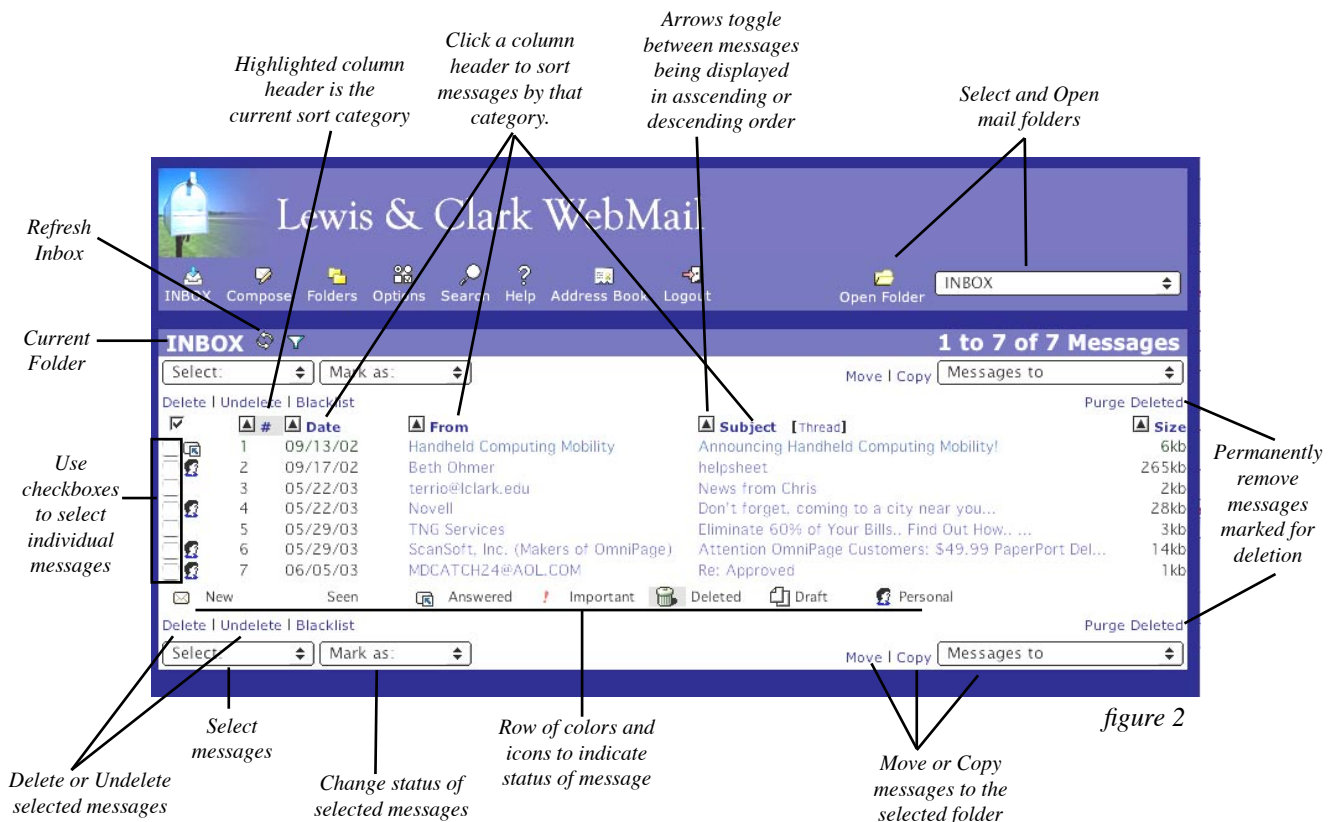 Arrows toggle
between messages
being displayed
in asscending or
descending order
Click a column
header to sort
messages by that
category.
Highlighted column
header is the
current sort category
Select and Open
mail folders
Refresh
Inbox
Lewis & Clark WebMail
INBOX Compose Folders Options Search Help Address Book Logout
Open Folder INBOX
Current
Folder
INBOX 1 to 7 of 7 Messages
Select: Mark as: Move | Copy Messages to
Delete | Undelete | Blacklist Purge Deleted
# Date From Subject [Thread] Size
1 09/13/02 Handheld Computing Mobility Announcing Handheld Computing Mobility! 6kb
2 09/17/02 Beth Ohmer helpsheet 265kb
3 05/22/03 terrio@lclark.edu News from Chris 2kb
4 05/22/03 Novell Don't forget, coming to a city near you... 28kb
5 05/29/03 TNG Services Eliminate 60% of Your Bills.. Find Out How.. ... 3kb
6 05/29/03 ScanSoft, Inc. (Makers of OmniPage) Attention OmniPage Customers: $49.99 PaperPort Del... 14kb
7 06/05/03 MDCATCH24@AOL.COM Re: Approved 1kb
New Seen Answered ! Important Deleted Draft Personal
Delete | Undelete | Blacklist Purge Deleted
Select: Mark as: Move | Copy Messages to
Use
checkboxes
to select
individual
messages
Permanently
remove
messages
marked for
deletion
figure 2
Select
messages
Row of colors and
icons to indicate
status of message
Delete or Undelete
selected messages
Change status of
selected messages
Move or Copy
messages to the
selected folder